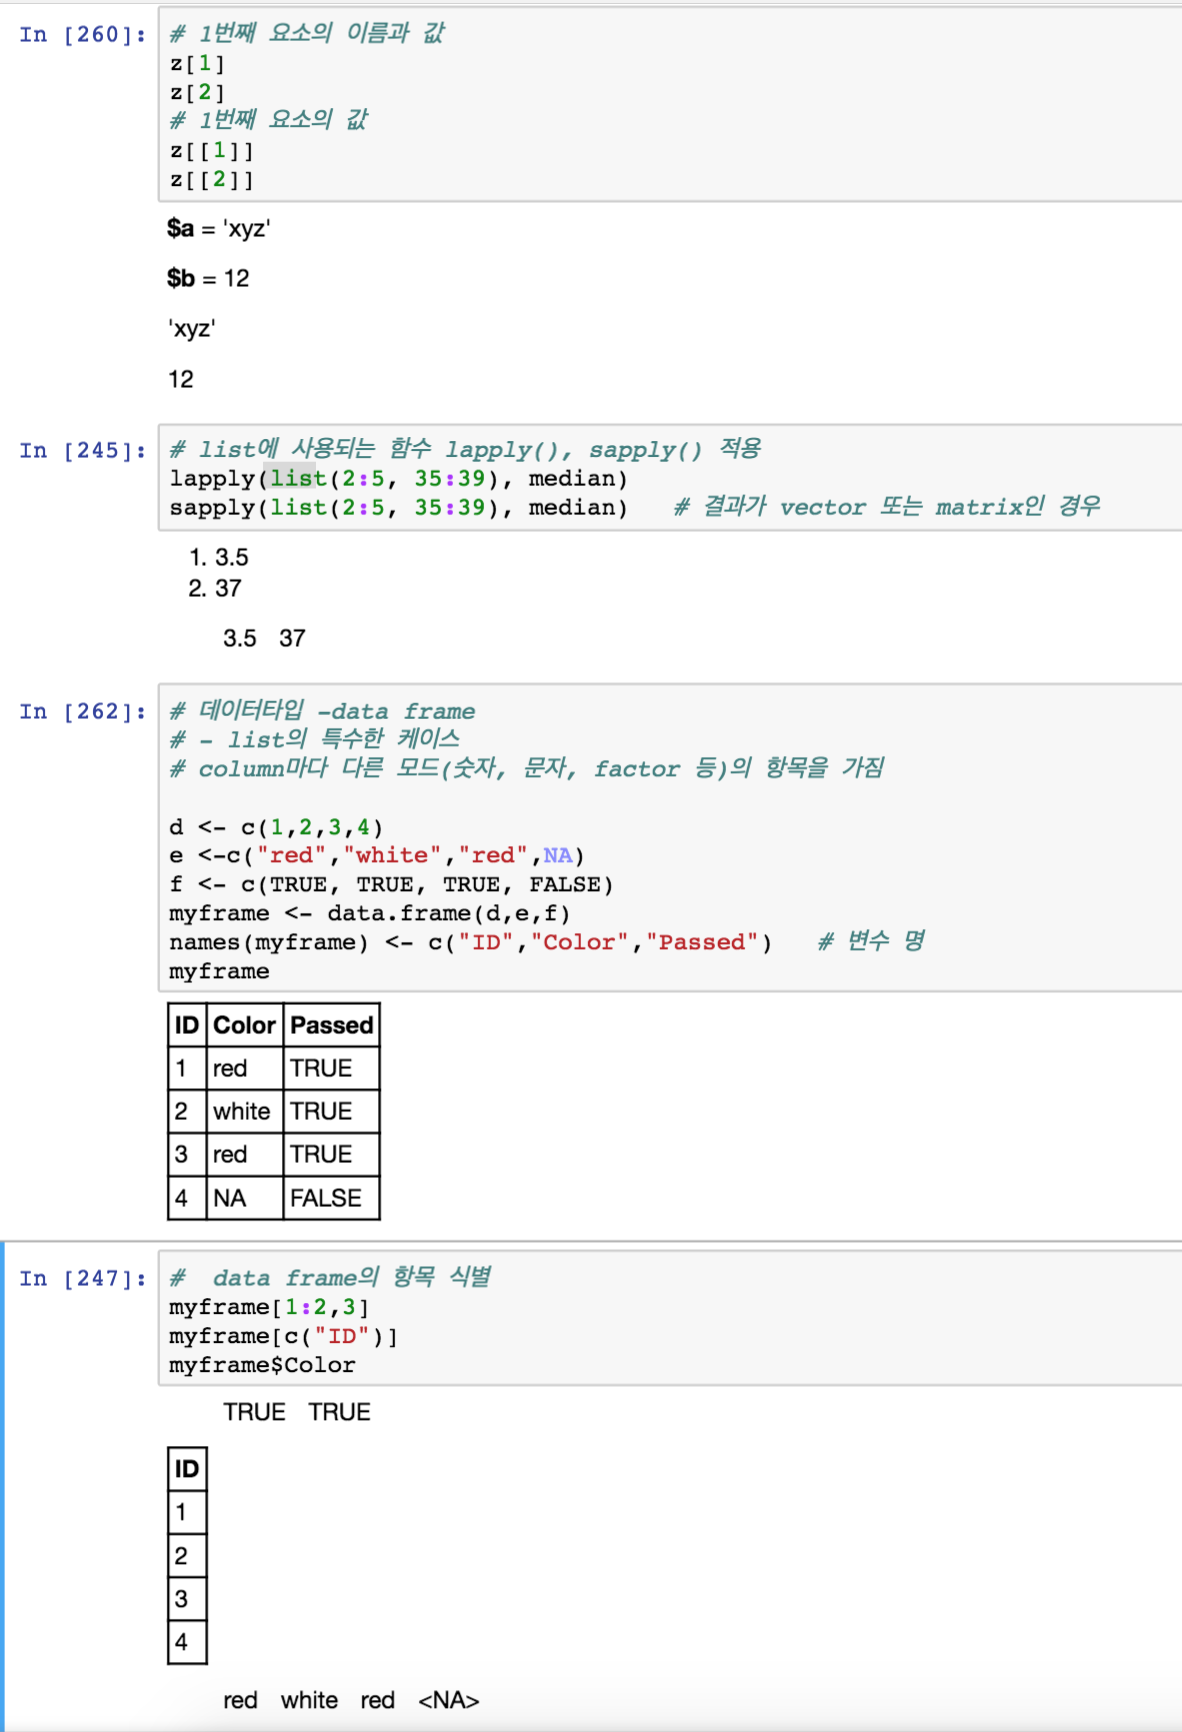 In [260]:
# 1번째 요소의 이름과 값
z[1]
z[2]
# 1번째 요소의 값
z[[1]]
z[[2]]
$a = 'xyz'
$b = 12
'xyz'
12
In [245]:
# list에 사용되는 함수 lapply(), sapply() 적용
lapply(list(2:5, 35:39), median)
sapply(list(2:5, 35:39), median)   # 결과가 vector 또는 matrix인 경우
1. 3.5
2. 37
3.5 37
In [262]:
# 데이터타입 -data frame
# - list의 특수한 케이스
# column마다 다른 모드(숫자, 문자, factor 등)의 항목을 가짐
d <- c(1,2,3,4)
e <-c("red","white","red",NA)
f <- c(TRUE, TRUE, TRUE, FALSE)
myframe <- data.frame(d,e,f)
names(myframe) <- c("ID","Color","Passed")   # 변수 명
myframe
ID Color Passed
1 red TRUE
2 white TRUE
3 red TRUE
4 NA FALSE
In [247]:
#  data frame의 항목 식별
myframe[1:2,3]
myframe[c("ID")]
myframe$Color
TRUE TRUE
ID
1
2
3
4
red white red <NA>